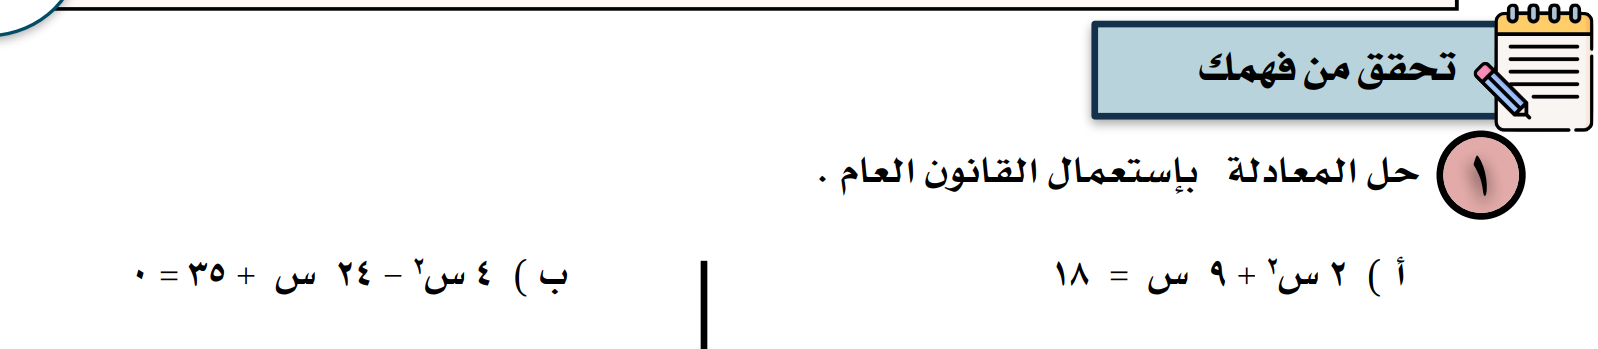 تحقق من فهمك
١ حل المعادلة بإستعمال القانون العام .
أ ) ٢ س٢ + ٩ س = ١٨
ب ) ٤ س٢ − ٢٤ س + ٣٥ = ٠